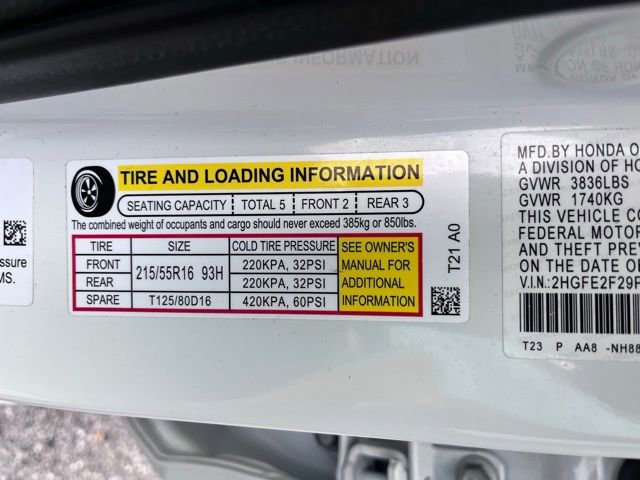 TIRE AND LOADING INFORMATION
SEATING CAPACITY TOTAL 5 FRONT 2 REAR 3
The combined weight of occupants and cargo should never exceed 385kg or 850lbs.
TIRE SIZE COLD TIRE PRESSURE SEE OWNER'S
FRONT 215/55R16 93H 220KPA, 32PSI MANUAL FOR
REAR 220KPA, 32PSI ADDITIONAL
SPARE T125/80D16 420KPA, 60PSI INFORMATION
T21 A0
ressure
MS.
MFD.BY HONDA O
A DIVISION OF HO
GVWR 3836LBS
GVWR 1740KG
THIS VEHICLE CO
FEDERAL MOTOR
AND THEFT PREV
ON THE DATE O
V.I.N.:2HGFE2F29P
T23 P AA8 -NH88